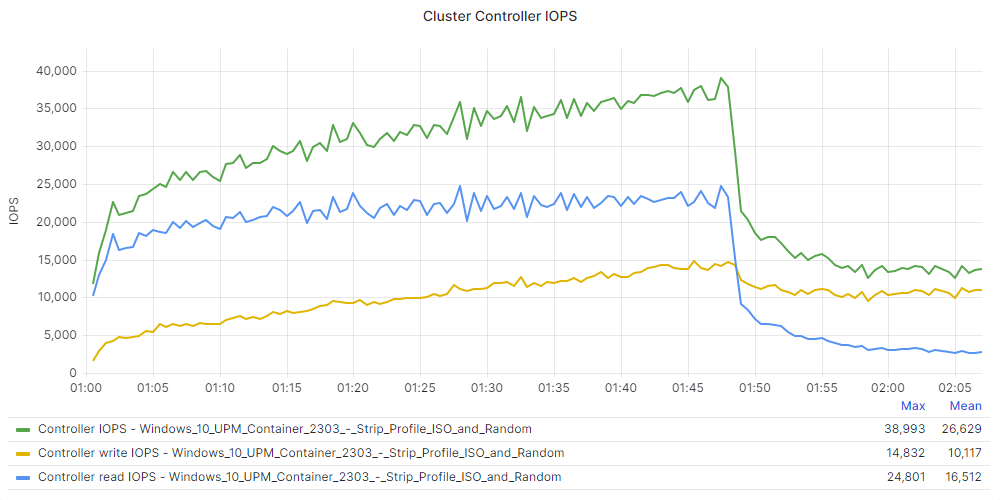 Cluster Controller IOPS
IOPS
40,000
35,000
30,000
25,000
20,000
15,000
10,000
5,000
0
01:00 01:05 01:10 01:15 01:20 01:25 01:30 01:35 01:40 01:45 01:50 01:55 02:00 02:05
Max Mean
Controller IOPS - Windows_10_UPM_Container_2303_-_Strip_Profile_ISO_and_Random 38,993 26,629
Controller write IOPS - Windows_10_UPM_Container_2303_-_Strip_Profile_ISO_and_Random 14,832 10,117
Controller read IOPS - Windows_10_UPM_Container_2303_-_Strip_Profile_ISO_and_Random 24,801 16,512